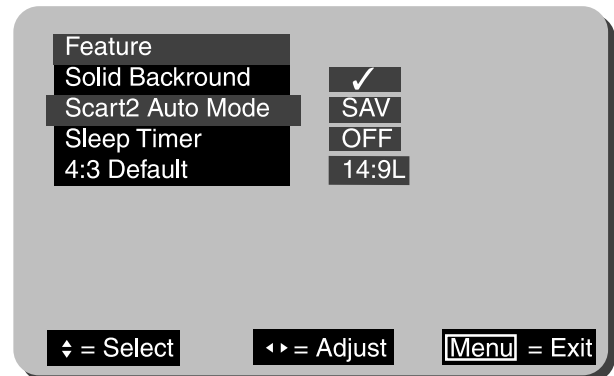 Feature
Solid Backround ✓
Scart2 Auto Mode SAV
Sleep Timer OFF
4:3 Default 14:9L
= Select = Adjust Menu = Exit